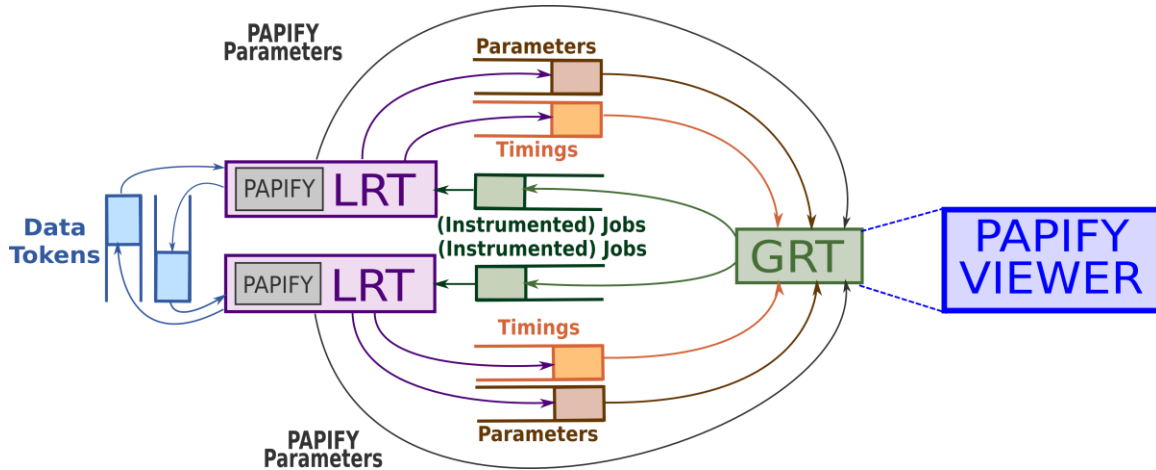 PAPIFY
Parameters
Parameters
Timings
PAPIFY LRT
(Instrumented) Jobs
(Instrumented) Jobs
Data
Tokens
GRT
PAPIFY
VIEWER
PAPIFY LRT
Timings
Parameters
PAPIFY
Parameters